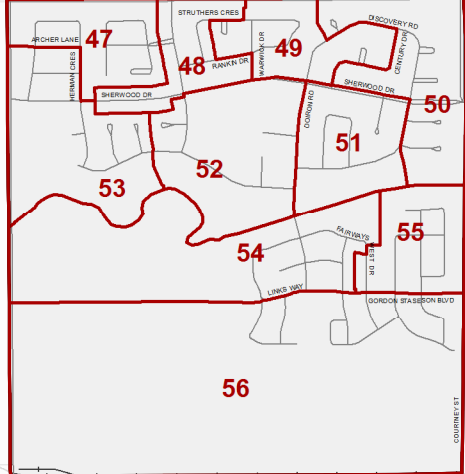 STRUTHERS CRES
DISCOVERY RD
ARCHER LANE
47
49
WARWICK DR
CENTURY DR
48
RANKIN DR
HERMAN CRES
SHERWOOD DR
SHERWOOD DR
50
DOIRON RD
51
52
53
FAIRWAYS
WEST DR
55
54
LINKS WAY
GORDON STASESON BLVD
56
COURTNEY ST